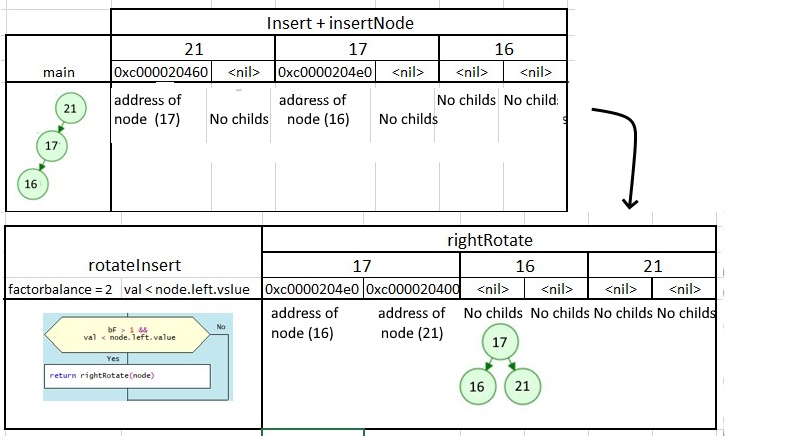 Insert + insertNode
21 17 16
main 0xc000020460 <nil> 0xc0000204e0 <nil> <nil> <nil>
address of node (17) No childs address of node (16) No childs No childs No childs
21
17
16
rightRotate
rotateInsert 17 16 21
factorbalance = 2 val < node.left.vslue 0xc0000204e0 0xc000020400 <nil> <nil> <nil> <nil>
address of node (16) address of node (21) No childs No childs No childs No childs
bF > 1 &&
val < node.left.value
No
Yes
return rightRotate(node)
17
16 21